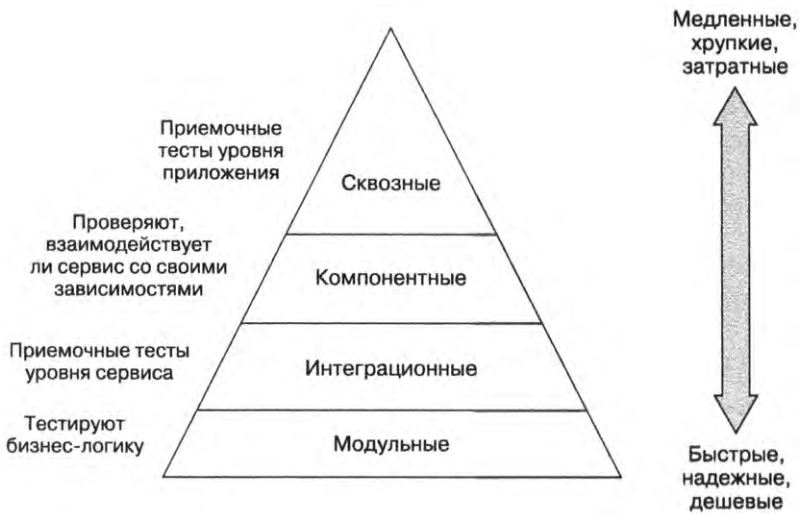 Медленные,
хрупкие,
затратные
Приемочные
тесты уровня
приложения
Сквозные
Проверяют,
взаимодействует
ли сервис со своими
зависимостями
Компонентные
Приемочные тесты
уровня сервиса
Интеграционные
Тестируют
бизнес-логику
Модульные
Быстрые,
надежные,
дешевые